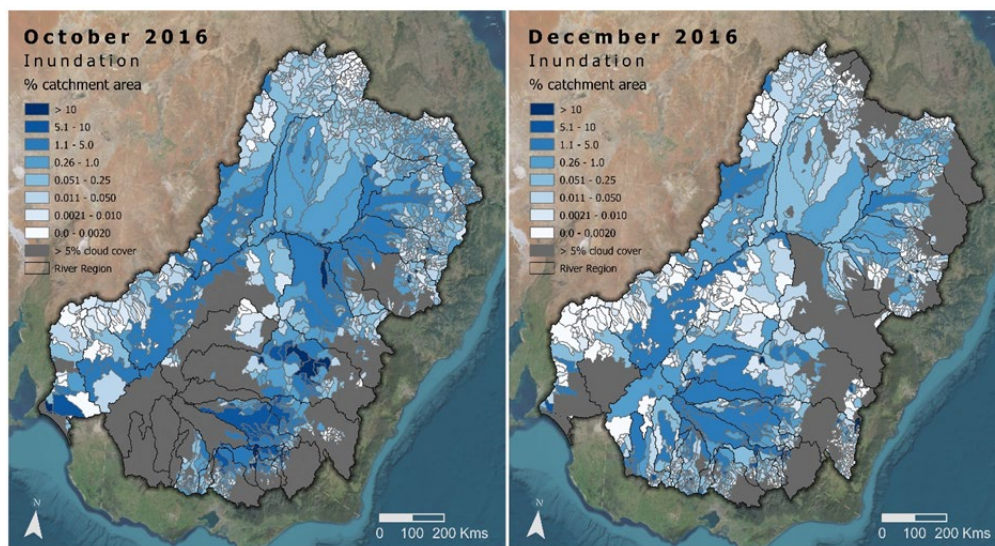 October 2016
Inundation
% catchment area
> 10
5.1 - 10
1.1 - 5.0
0.26 - 1.0
0.051 - 0.25
0.011 - 0.050
0.0021 - 0.010
0.0 - 0.0020
> 5% cloud cover
River Region
N
0 100 200 Kms
December 2016
Inundation
% catchment area
> 10
5.1 - 10
1.1 - 5.0
0.26 - 1.0
0.051 - 0.25
0.011 - 0.050
0.0021 - 0.010
0.0 - 0.0020
> 5% cloud cover
River Region
N
0 100 200 Kms